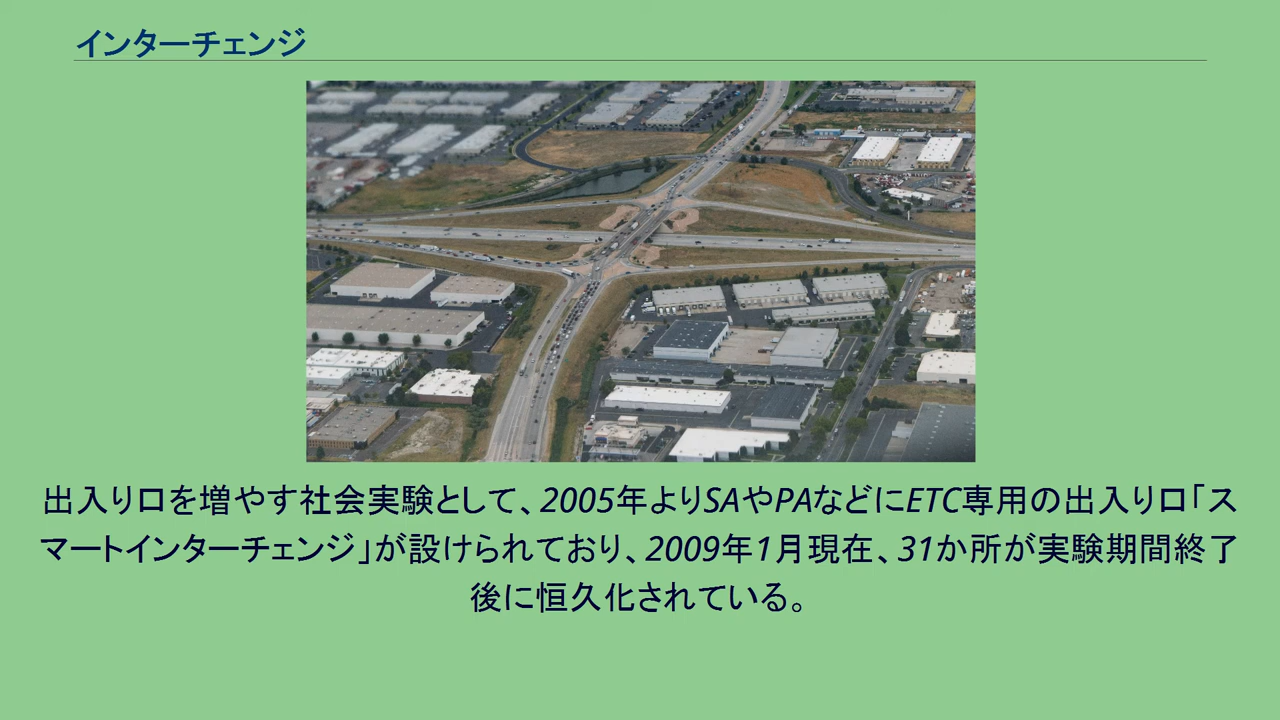 インターチェンジ
出入り口を増やす社会実験として、2005年よりSAやPAなどにETC専用の出入り口「ス
マートインターチェンジ」が設けられており、2009年1月現在、31か所が実験期間終了
後に恒久化されている。